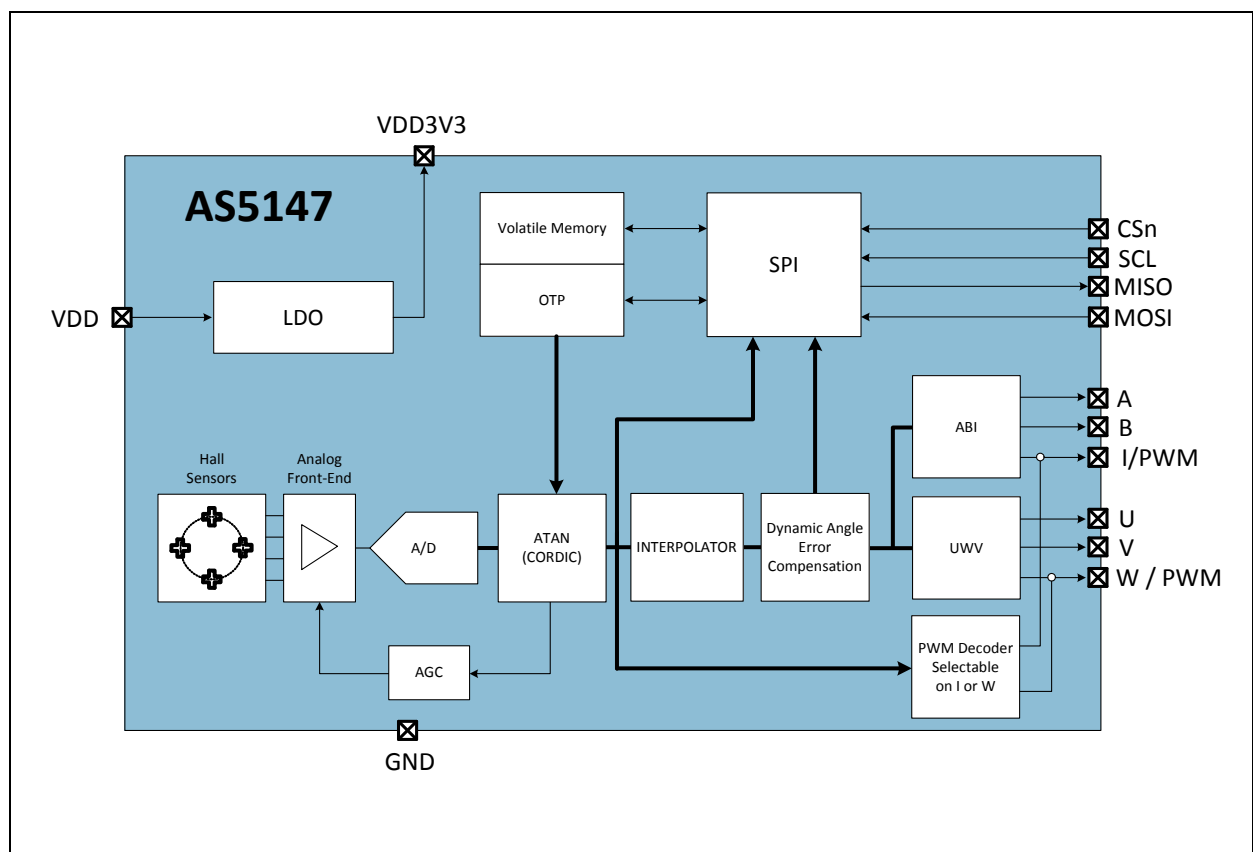 VDD3V3
AS5147
Volatile Memory
SPI
CSn
SCL
OTP
MISO
VDD
LDO
MOSI
A
ABI
B
I/PWM
Hall
Sensors
Analog
Front-End
U
A/D
ATAN
(CORDIC)
INTERPOLATOR
Dynamic Angle
Error
Compensation
UWV
V
W / PWM
AGC
PWM Decoder
Selectable
on I or W
GND